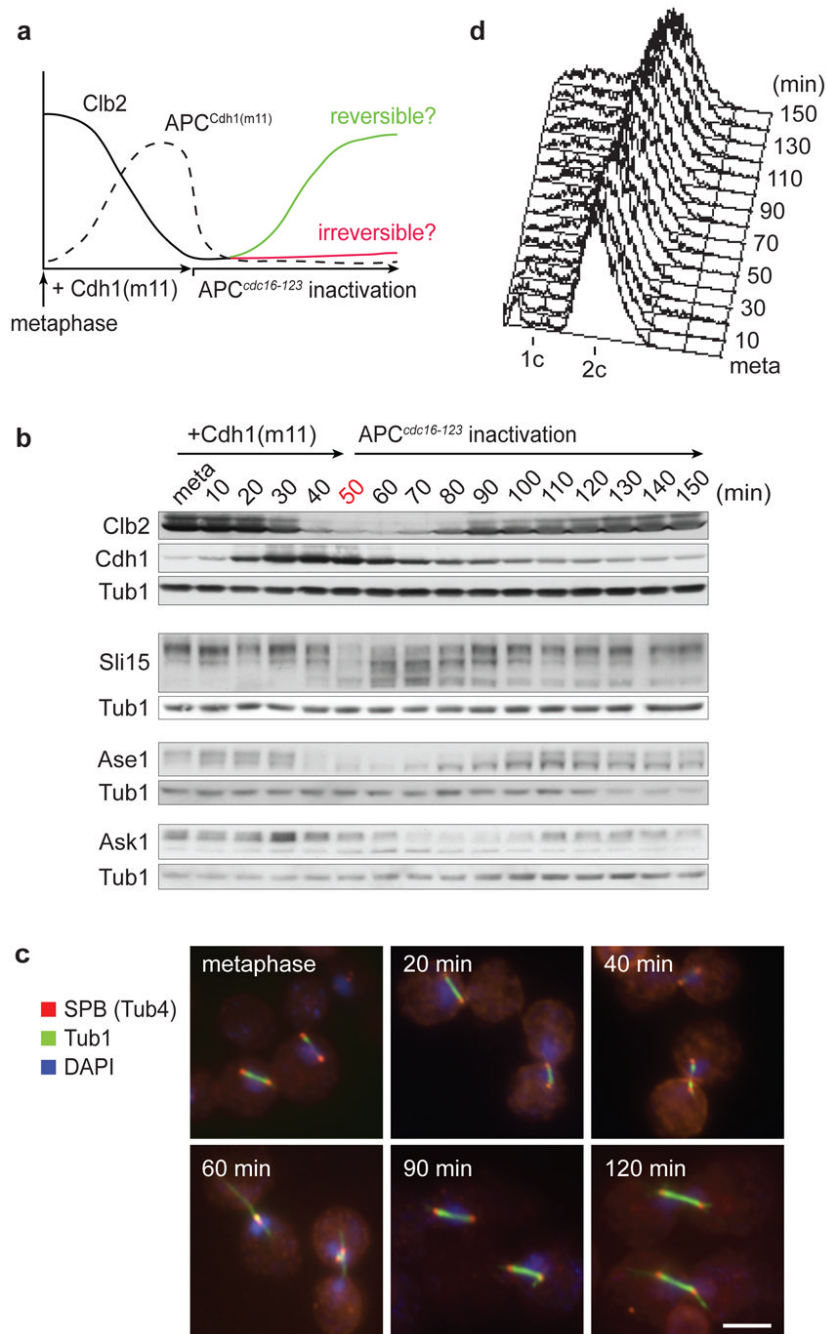 a
Clb2
APC^Cdh1(m11)
reversible?
irreversible?
+ Cdh1(m11)
APC^cdc16-123 inactivation
metaphase
d
(min)
150
130
110
90
70
50
30
10
meta
1c
2c
b
+Cdh1(m11)
APC^cdc16-123 inactivation
meta 10 20 30 40 50 60 70 80 90 100 110 120 130 140 150 (min)
Clb2
Cdh1
Tub1
Sli15
Tub1
Ase1
Tub1
Ask1
Tub1
c
SPB (Tub4)
Tub1
DAPI
metaphase
20 min
40 min
60 min
90 min
120 min